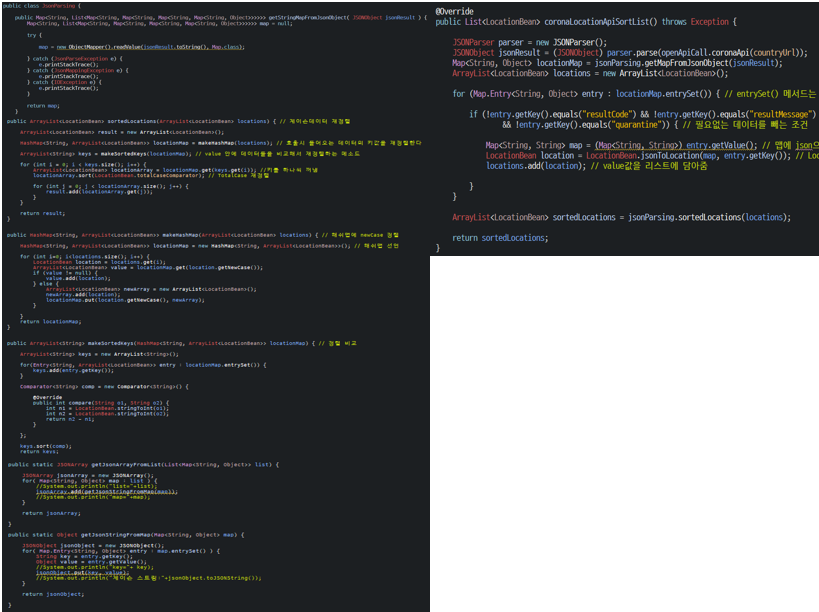 public class JsonParsing {
public Map<String, List<Map<String, Map<String, Map<String, Map<String, Object>>>>>> getStringMapFromJsonObject( JSONObject jsonResult ) {
Map<String, List<Map<String, Map<String, Map<String, Map<String, Object>>>>>> map = null;
try {
map = new ObjectMapper().readValue(jsonResult.toString(), Map.class);
} catch (JsonParseException e) {
e.printStackTrace();
} catch (JsonMappingException e) {
e.printStackTrace();
} catch (IOException e) {
e.printStackTrace();
}
return map;
}
public ArrayList<LocationBean> sortedLocations(ArrayList<LocationBean> locations) { // 제이슨데이터 재정렬
ArrayList<LocationBean> result = new ArrayList<LocationBean>();
HashMap<String, ArrayList<LocationBean>> locationMap = makeHashMap(locations); // 호출시 들어오는 데이터의 키값을 재정렬한다
ArrayList<String> keys = makeSortedKeys(locationMap); // value 안에 데이터들을 비교해서 재정렬하는 메소드
for (int i = 0; i < keys.size(); i++) {
ArrayList<LocationBean> locationArray = locationMap.get(keys.get(i)); //키를 하나씩 꺼냄
locationArray.sort(LocationBean.totalCaseComparator); // TotalCase 재정렬
for (int j = 0; j < locationArray.size(); j++) {
result.add(locationArray.get(j));
}
}
return result;
}
public HashMap<String, ArrayList<LocationBean>> makeHashMap(ArrayList<LocationBean> locations) { // 해쉬맵에 newCase 정렬
HashMap<String, ArrayList<LocationBean>> locationMap = new HashMap<String, ArrayList<LocationBean>>(); // 해쉬맵 선언
for (int i=0; i<locations.size(); i++) {
LocationBean location = locations.get(i);
ArrayList<LocationBean> value = locationMap.get(location.getNewCase());
if (value != null) {
value.add(location);
} else {
ArrayList<LocationBean> newArray = new ArrayList<LocationBean>();
newArray.add(location);
locationMap.put(location.getNewCase(), newArray);
}
}
return locationMap;
}
public ArrayList<String> makeSortedKeys(HashMap<String, ArrayList<LocationBean>> locationMap) { // 정렬 비교
ArrayList<String> keys = new ArrayList<String>();
for(Entry<String, ArrayList<LocationBean>> entry : locationMap.entrySet()) {
keys.add(entry.getKey());
}
Comparator<String> comp = new Comparator<String>() {
@Override
public int compare(String o1, String o2) {
int n1 = LocationBean.stringToInt(o1);
int n2 = LocationBean.stringToInt(o2);
return n2 - n1;
}
};
keys.sort(comp);
return keys;
public static JSONArray getJsonArrayFromList(List<Map<String, Object>> list) {
JSONArray jsonArray = new JSONArray();
for( Map<String, Object> map : list ) {
//System.out.println("list="+list);
jsonArray.add(getJsonStringFromMap(map));
//System.out.println("map="+map);
}
return jsonArray;
}
public static Object getJsonStringFromMap(Map<String, Object> map) {
JSONObject jsonObject = new JSONObject();
for( Map.Entry<String, Object> entry : map.entrySet() ) {
String key = entry.getKey();
Object value = entry.getValue();
//System.out.println("key="+ key);
jsonObject.put(key, value);
//System.out.println("제이슨 스트링:"+jsonObject.toJSONString());
}
return jsonObject;
}
@Override
public List<LocationBean> coronaLocationApiSortList() throws Exception {
JSONParser parser = new JSONParser();
JSONObject jsonResult = (JSONObject) parser.parse(openApiCall.coronaApi(countryUrl));
Map<String, Object> locationMap = jsonParsing.getMapFromJsonObject(jsonResult);
ArrayList<LocationBean> locations = new ArrayList<LocationBean>();
for (Map.Entry<String, Object> entry : locationMap.entrySet()) { // entrySet() 메서드는
if (!entry.getKey().equals("resultCode") && !entry.getKey().equals("resultMessage")
&& !entry.getKey().equals("quarantine")) { // 필요없는 데이터를 빼는 조건
Map<String, String> map = (Map<String, String>) entry.getValue(); // 맵에 json으
LocationBean location = LocationBean.jsonToLocation(map, entry.getKey()); // Loc
locations.add(location); // value값을 리스트에 담아줌
}
}
ArrayList<LocationBean> sortedLocations = jsonParsing.sortedLocations(locations);
return sortedLocations;
}